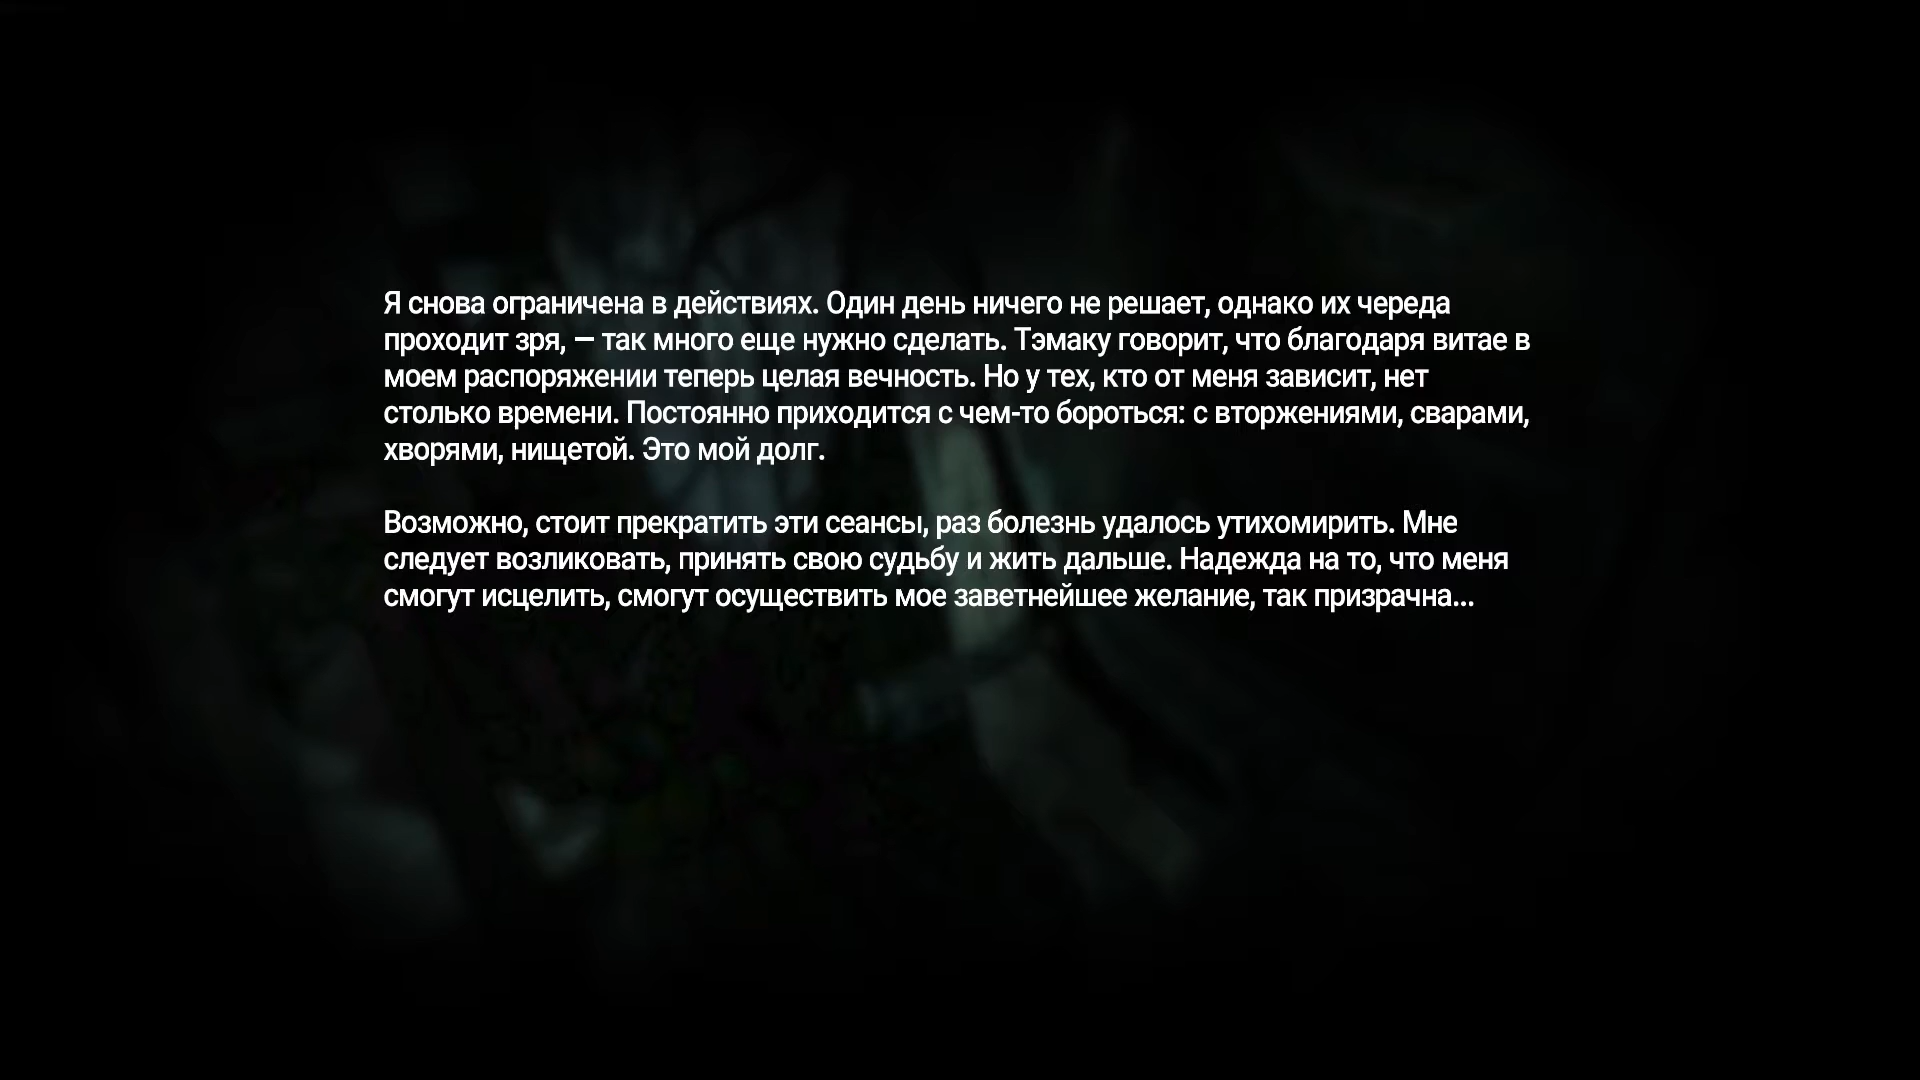 Я снова ограничена в действиях. Один день ничего не решает, однако их череда
проходит зря, — так много еще нужно сделать. Тэмаку говорит, что благодаря витае в
моем распоряжении теперь целая вечность. Но у тех, кто от меня зависит, нет
столько времени. Постоянно приходится с чем-то бороться: с вторжениями, сварами,
хворями, нищетой. Это мой долг.
Возможно, стоит прекратить эти сеансы, раз болезнь удалось утихомирить. Мне
следует возликовать, принять свою судьбу и жить дальше. Надежда на то, что меня
смогут исцелить, смогут осуществить мое заветнейшее желание, так призрачна...